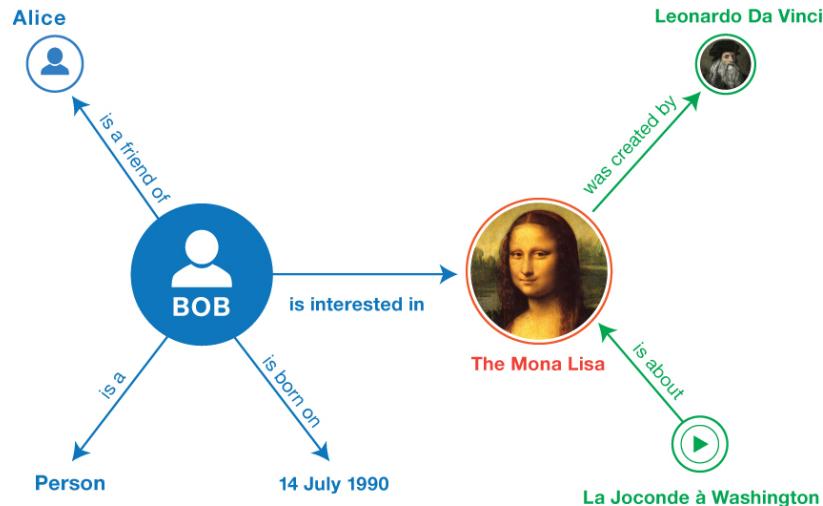 Alice
Leonardo Da Vinci
is a friend of
was created by
BOB
is interested in
The Mona Lisa
is a
is born on
is about
Person
14 July 1990
La Joconde à Washington